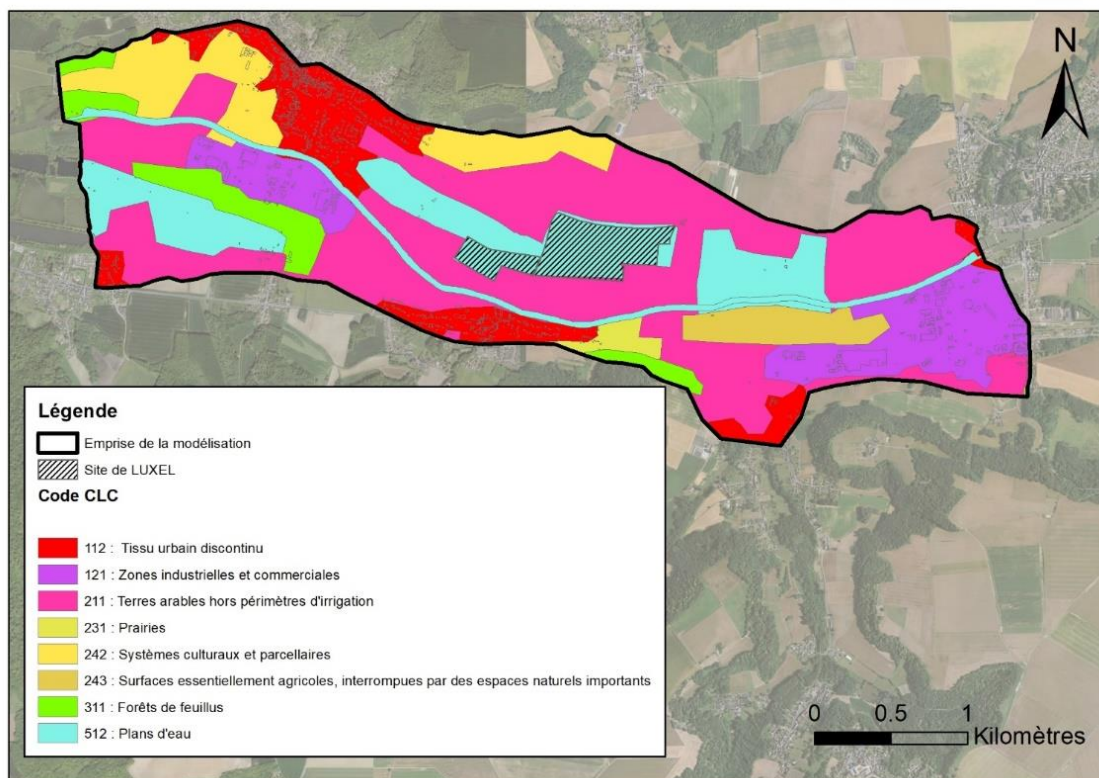 N
Légende
Emprise de la modélisation
Site de LUXEL
Code CLC
112 : Tissu urbain discontinu
121 : Zones industrielles et commerciales
211 : Terres arables hors périmètres d'irrigation
231 : Prairies
242 : Systèmes culturaux et parcellaires
243 : Surfaces essentiellement agricoles, interrompues par des espaces naturels importants
311 : Forêts de feuillus
512 : Plans d'eau
0 0.5 1
Kilomètres